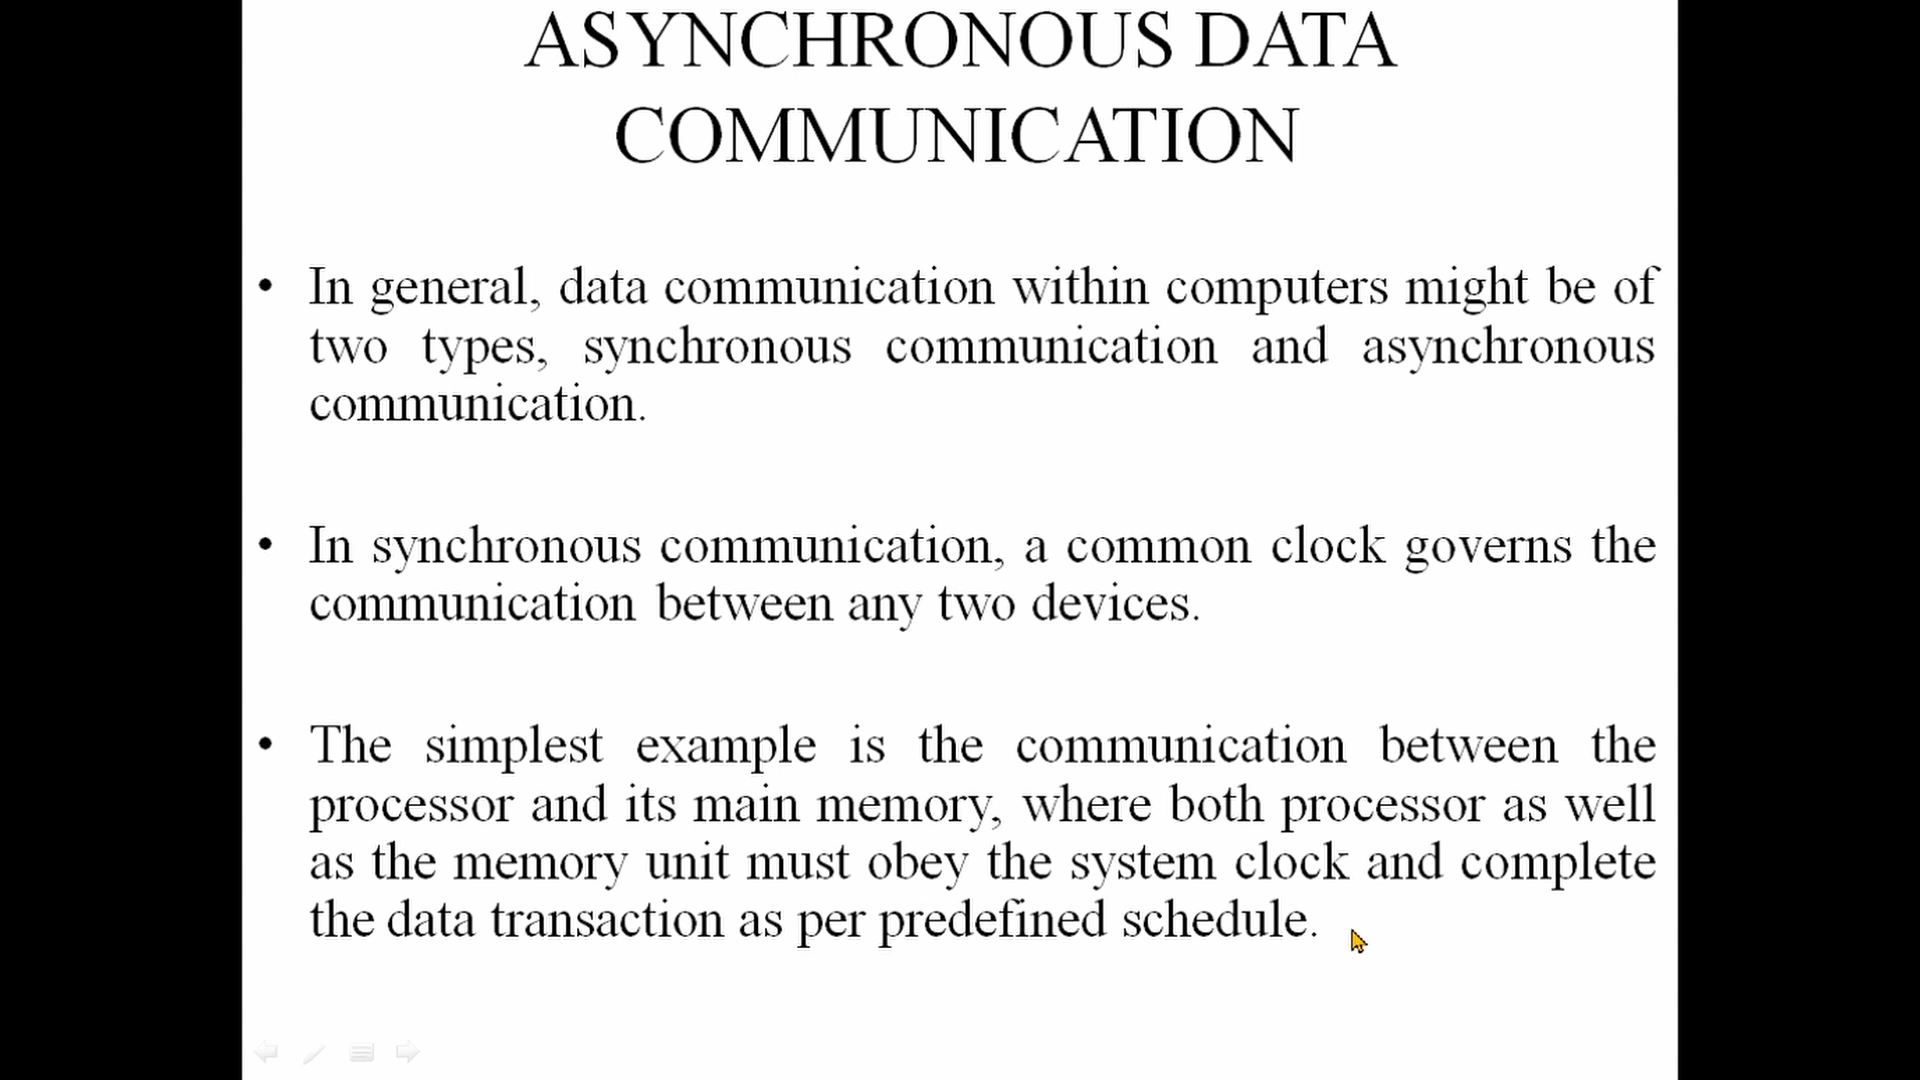 ASYNCHRONOUS DATA
COMMUNICATION
• In general, data communication within computers might be of
two types, synchronous communication and asynchronous
communication.
• In synchronous communication, a common clock governs the
communication between any two devices.
• The simplest example is the communication between the
processor and its main memory, where both processor as well
as the memory unit must obey the system clock and complete
the data transaction as per predefined schedule.